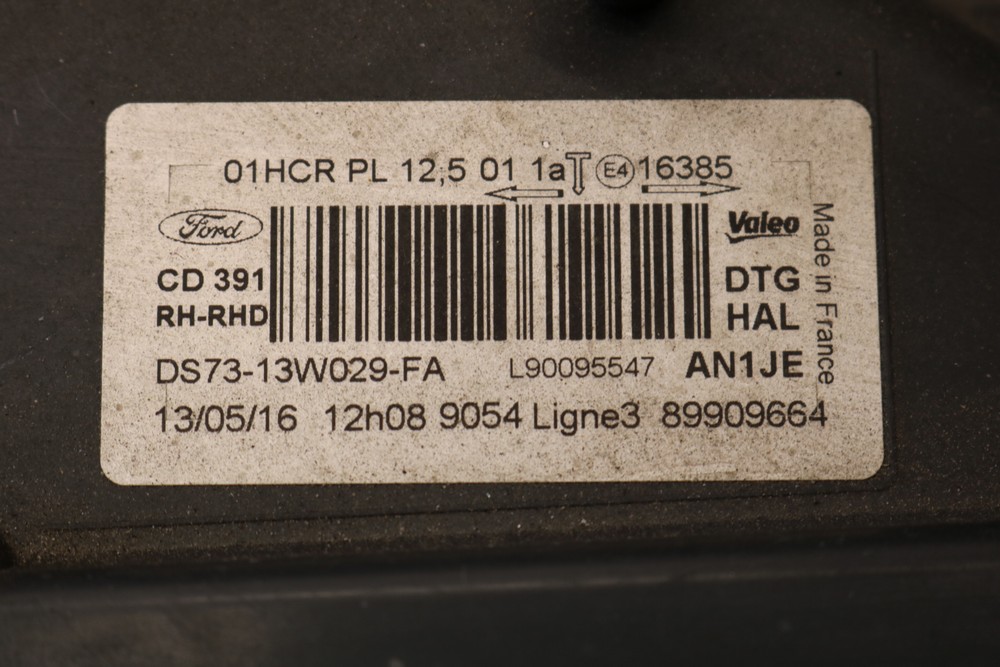 01HCR PL 12,5 01 1a E4 16385
Ford
Valeo
CD 391
DTG
RH-RHD
HAL
Made in France
DS73-13W029-FA L90095547 AN1JE
13/05/16 12h08 9054 Ligne3 89909664